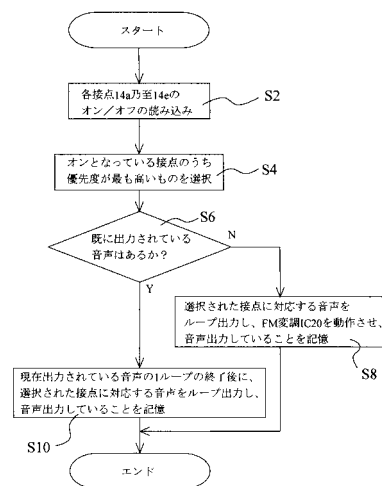 スタート
各接点14a乃至14eの
オン／オフの読み込み
S2
オンとなっている接点のうち
優先度が最も高いものを選択
S4
S6
既に出力されている
音声はあるか？
N
Y
選択された接点に対応する音声を
ループ出力し、FM変調IC20を動作させ、
音声出力していることを記憶
S8
現在出力されている音声の1ループの終了後に、
選択された接点に対応する音声をループ出力し、
音声出力していることを記憶
S10
エンド